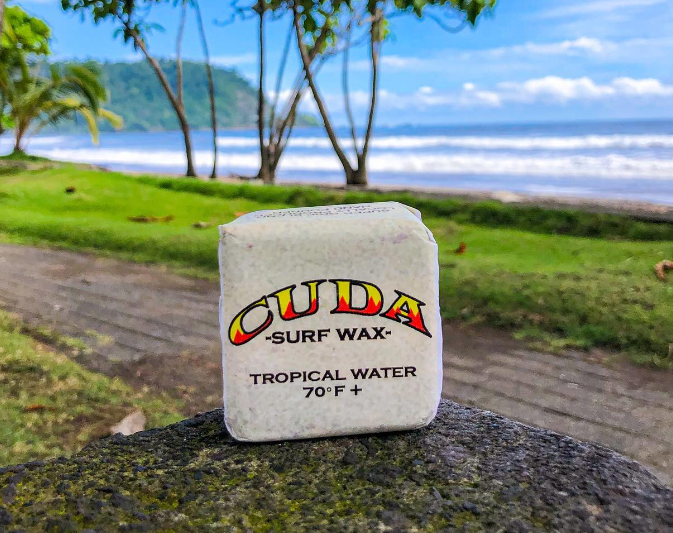 CUDA
-SURF WAX-
TROPICAL WATER
70°F+